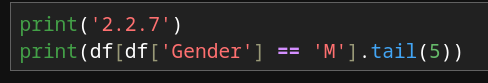 print('2.2.7')
print(df[df['Gender'] == 'M'].tail(5))